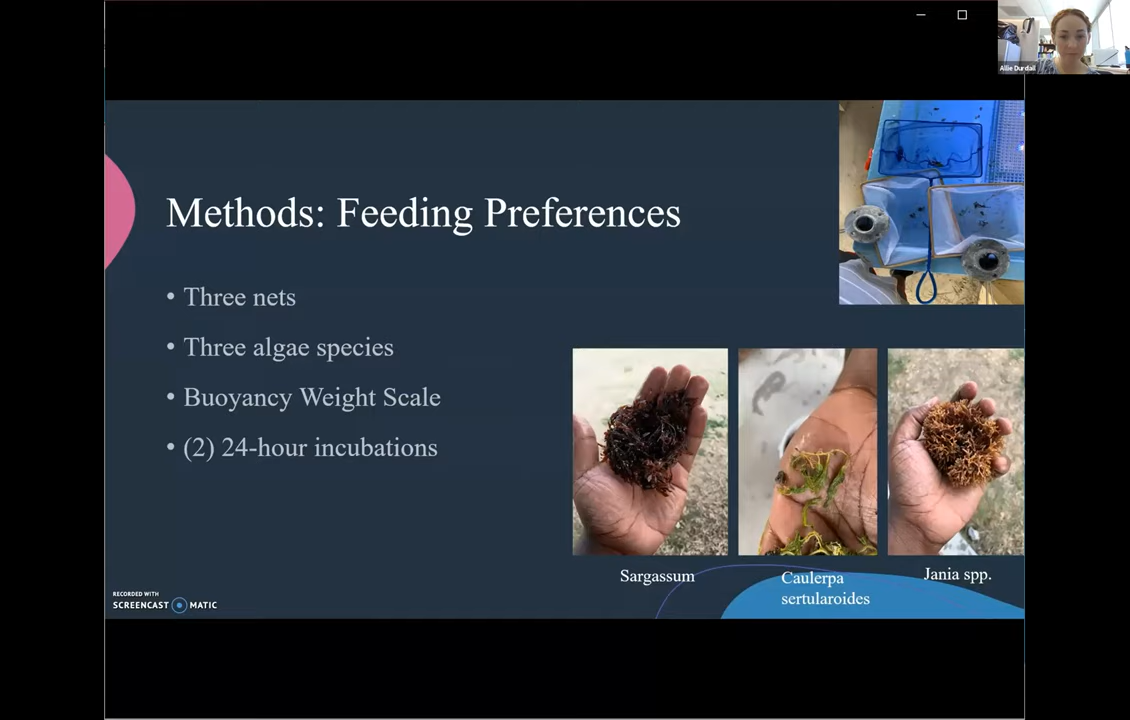 Allie Durdall
Methods: Feeding Preferences
• Three nets
• Three algae species
• Buoyancy Weight Scale
• (2) 24-hour incubations
Sargassum
Caulerpa
sertularoides
Jania spp.
RECORDED WITH
SCREENCAST MATIC